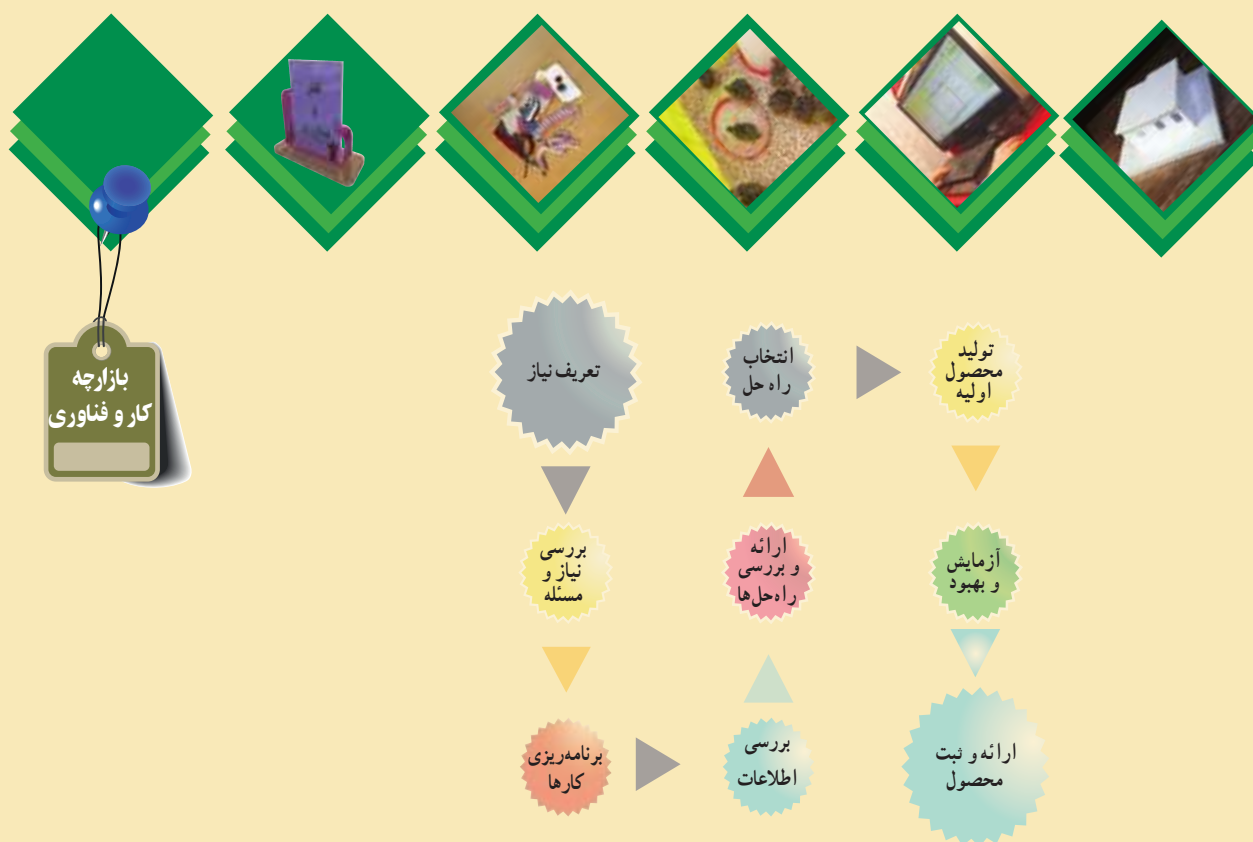 بازارچه
کار و فناوری
تعریف نیاز
بررسی
نیاز و
مسئله
برنامه‌ریزی
کارها
بررسی
اطلاعات
ارائه
و بررسی
راه‌حل‌ها
انتخاب
راه حل
تولید
محصول
اولیه
آزمایش
و بهبود
ارائه و ثبت
محصول